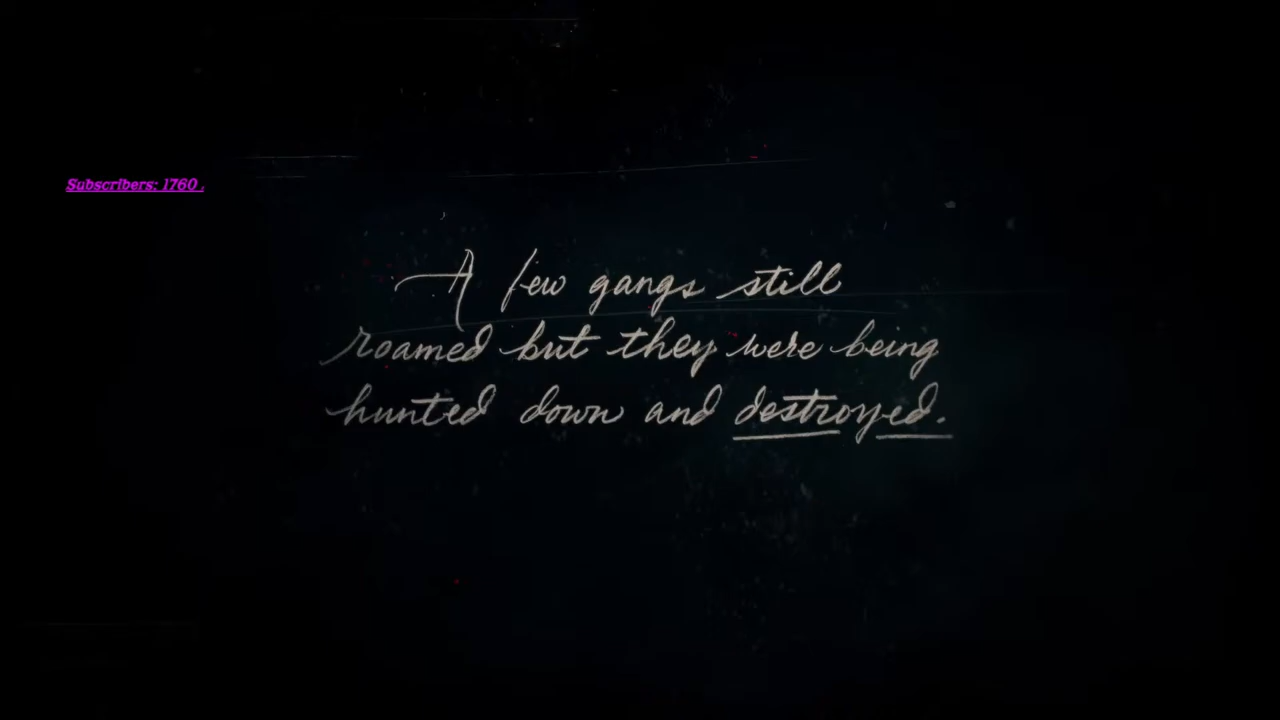 Subscribers: 1760 .
A few gangs still
roamed but they were being
hunted down and destroyed.